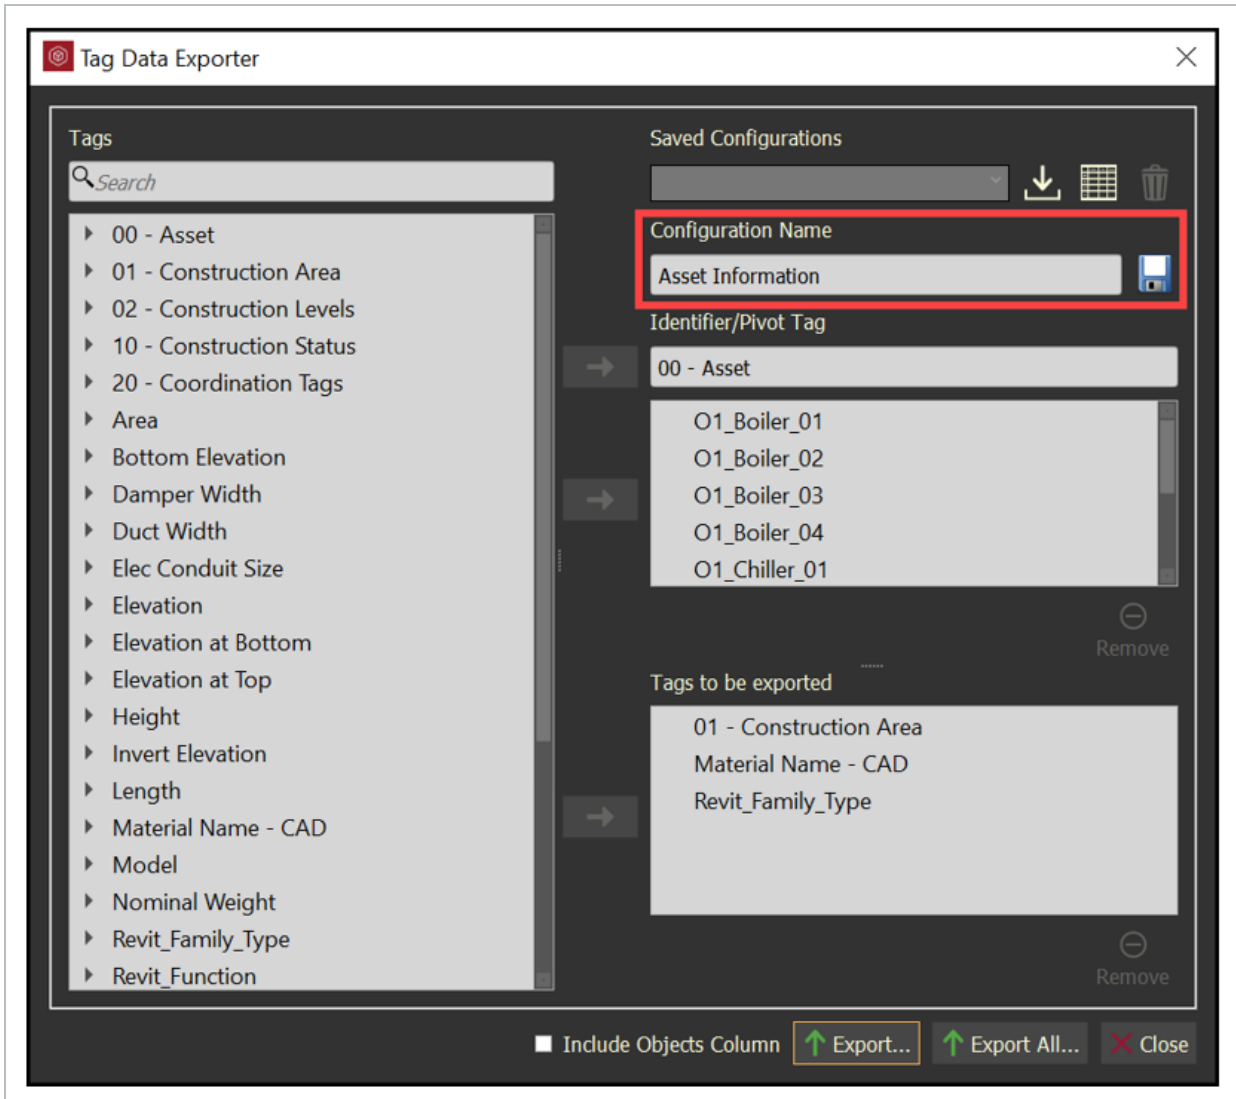 Tag Data Exporter
Tags
Search
00 - Asset
01 - Construction Area
02 - Construction Levels
10 - Construction Status
20 - Coordination Tags
Area
Bottom Elevation
Damper Width
Duct Width
Elec Conduit Size
Elevation
Elevation at Bottom
Elevation at Top
Height
Invert Elevation
Length
Material Name - CAD
Model
Nominal Weight
Revit_Family_Type
Revit_Function
Saved Configurations
Configuration Name
Asset Information
Identifier/Pivot Tag
00 - Asset
O1_Boiler_01
O1_Boiler_02
O1_Boiler_03
O1_Boiler_04
O1_Chiller_01
Remove
Tags to be exported
01 - Construction Area
Material Name - CAD
Revit_Family_Type
Remove
Include Objects Column
Export...
Export All...
Close